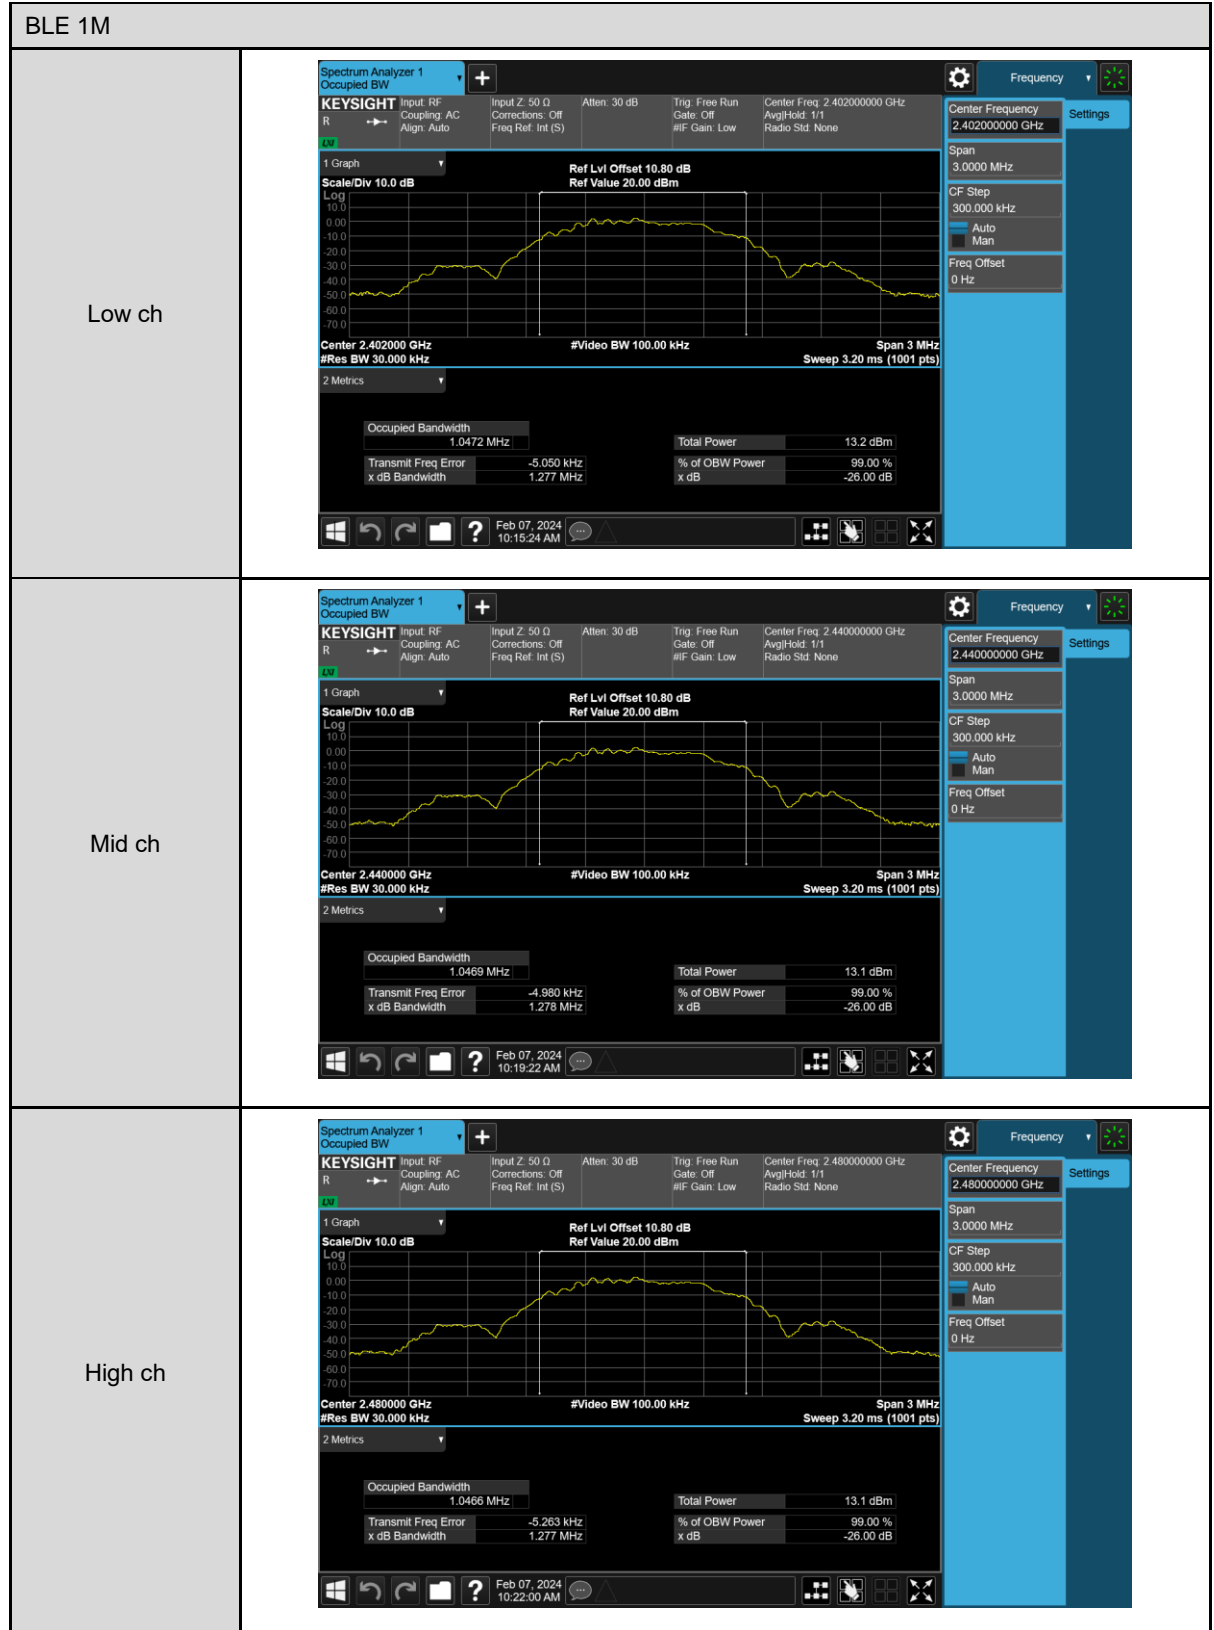 BLE 1M
Low ch
Spectrum Analyzer 1
Occupied BW
Frequency
KEYSIGHT
R
LXI
Input: RF
Coupling: AC
Align: Auto
Input Z: 50 Ω
Corrections: Off
Freq Ref: Int (S)
Atten: 30 dB
Trig: Free Run
Gate: Off
#IF Gain: Low
Center Freq: 2.402000000 GHz
Avg|Hold: 1/1
Radio Std: None
Center Frequency
2.402000000 GHz
Settings
Span
3.0000 MHz
CF Step
300.000 kHz
Auto
Man
Freq Offset
0 Hz
1 Graph
Scale/Div 10.0 dB
Ref Lvl Offset 10.80 dB
Ref Value 20.00 dBm
Log
10.0
0.00
-10.0
-20.0
-30.0
-40.0
-50.0
-60.0
-70.0
Center 2.402000 GHz
#Video BW 100.00 kHz
Span 3 MHz
#Res BW 30.000 kHz
Sweep 3.20 ms (1001 pts)
2 Metrics
Occupied Bandwidth
1.0472 MHz
Total Power 13.2 dBm
Transmit Freq Error -5.050 kHz
% of OBW Power 99.00 %
x dB Bandwidth 1.277 MHz
x dB -26.00 dB
?
Feb 07, 2024
10:15:24 AM
Mid ch
Spectrum Analyzer 1
Occupied BW
Frequency
KEYSIGHT
R
LXI
Input: RF
Coupling: AC
Align: Auto
Input Z: 50 Ω
Corrections: Off
Freq Ref: Int (S)
Atten: 30 dB
Trig: Free Run
Gate: Off
#IF Gain: Low
Center Freq: 2.440000000 GHz
Avg|Hold: 1/1
Radio Std: None
Center Frequency
2.440000000 GHz
Settings
Span
3.0000 MHz
CF Step
300.000 kHz
Auto
Man
Freq Offset
0 Hz
1 Graph
Scale/Div 10.0 dB
Ref Lvl Offset 10.80 dB
Ref Value 20.00 dBm
Log
10.0
0.00
-10.0
-20.0
-30.0
-40.0
-50.0
-60.0
-70.0
Center 2.440000 GHz
#Video BW 100.00 kHz
Span 3 MHz
#Res BW 30.000 kHz
Sweep 3.20 ms (1001 pts)
2 Metrics
Occupied Bandwidth
1.0469 MHz
Total Power 13.1 dBm
Transmit Freq Error -4.980 kHz
% of OBW Power 99.00 %
x dB Bandwidth 1.278 MHz
x dB -26.00 dB
?
Feb 07, 2024
10:19:22 AM
High ch
Spectrum Analyzer 1
Occupied BW
Frequency
KEYSIGHT
R
LXI
Input: RF
Coupling: AC
Align: Auto
Input Z: 50 Ω
Corrections: Off
Freq Ref: Int (S)
Atten: 30 dB
Trig: Free Run
Gate: Off
#IF Gain: Low
Center Freq: 2.480000000 GHz
Avg|Hold: 1/1
Radio Std: None
Center Frequency
2.480000000 GHz
Settings
Span
3.0000 MHz
CF Step
300.000 kHz
Auto
Man
Freq Offset
0 Hz
1 Graph
Scale/Div 10.0 dB
Ref Lvl Offset 10.80 dB
Ref Value 20.00 dBm
Log
10.0
0.00
-10.0
-20.0
-30.0
-40.0
-50.0
-60.0
-70.0
Center 2.480000 GHz
#Video BW 100.00 kHz
Span 3 MHz
#Res BW 30.000 kHz
Sweep 3.20 ms (1001 pts)
2 Metrics
Occupied Bandwidth
1.0466 MHz
Total Power 13.1 dBm
Transmit Freq Error -5.263 kHz
% of OBW Power 99.00 %
x dB Bandwidth 1.277 MHz
x dB -26.00 dB
?
Feb 07, 2024
10:22:00 AM